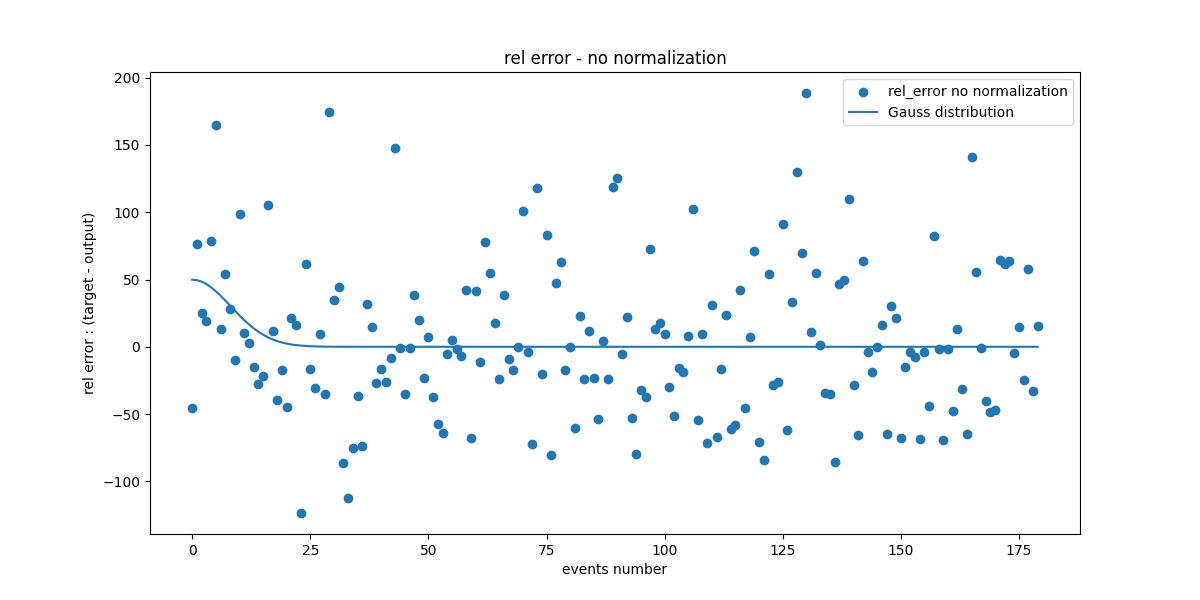 rel error - no normalization
rel_error no normalization
Gauss distribution
rel error : (target - output)
200
150
100
50
0
−50
−100
0 25 50 75 100 125 150 175
events number